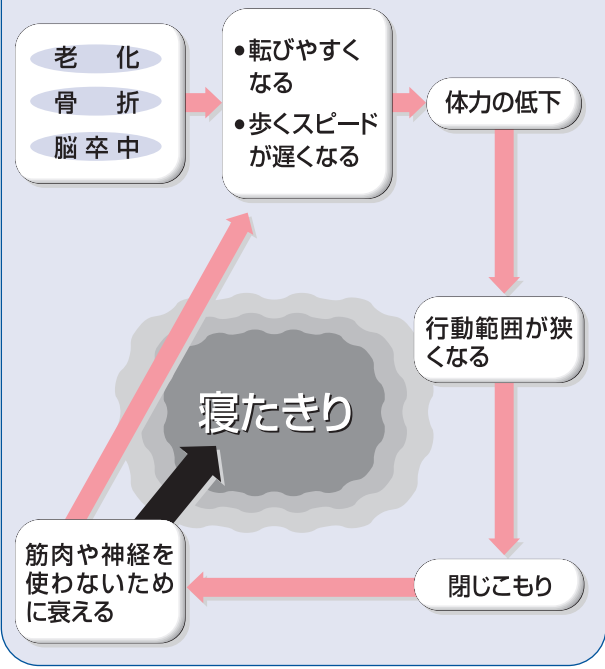 老化
骨折
脳卒中
●転びやすく
なる
●歩くスピード
が遅くなる
体力の低下
行動範囲が狭
くなる
寝たきり
筋肉や神経を
使わないため
に衰える
閉じこもり